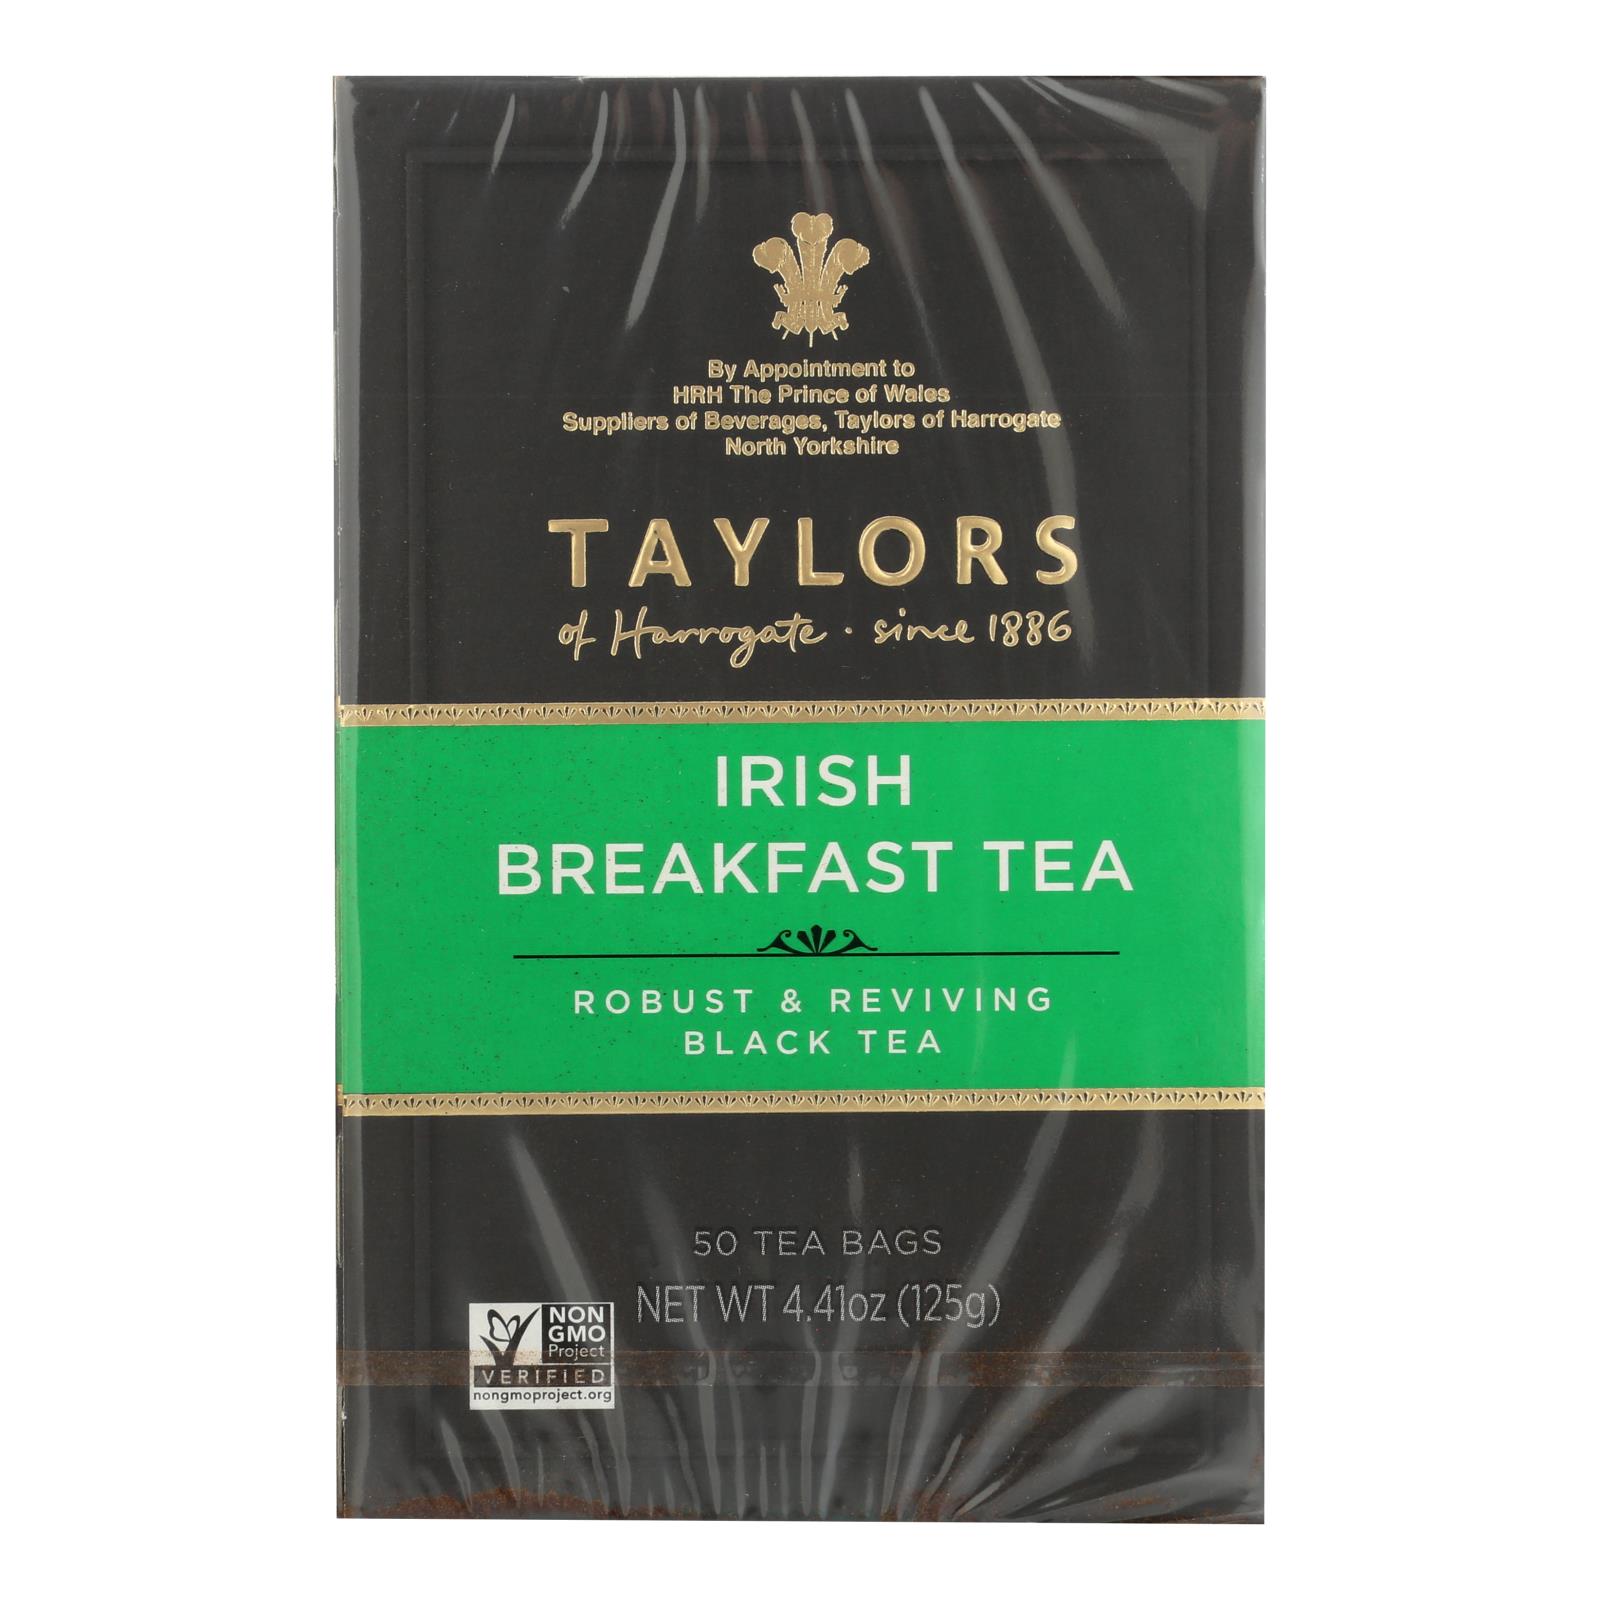 By Appointment to
HRH The Prince of Wales
Suppliers of Beverages, Taylors of Harrogate
North Yorkshire
TAYLORS
of Harrogate · since 1886
IRISH
BREAKFAST TEA
ROBUST & REVIVING
BLACK TEA
50 TEA BAGS
NET WT 4.41oz (125g)
NON
GMO
Project
VERIFIED
nongmoproject.org